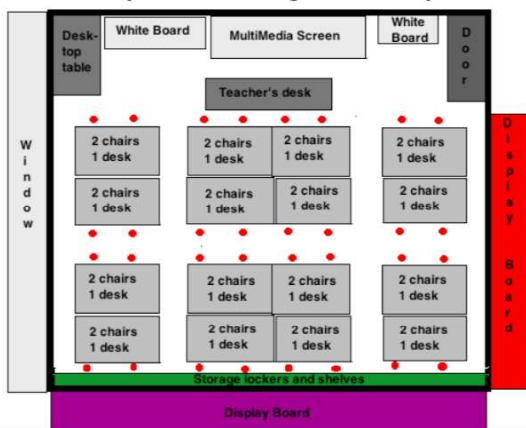 Desk-
top
table
White Board
MultiMedia Screen
White
Board
Door
Teacher's desk
Window
Display Board
2 chairs
1 desk
2 chairs
1 desk
2 chairs
1 desk
2 chairs
1 desk
2 chairs
1 desk
2 chairs
1 desk
2 chairs
1 desk
2 chairs
1 desk
2 chairs
1 desk
2 chairs
1 desk
2 chairs
1 desk
2 chairs
1 desk
2 chairs
1 desk
2 chairs
1 desk
2 chairs
1 desk
2 chairs
1 desk
Storage lockers and shelves
Display Board